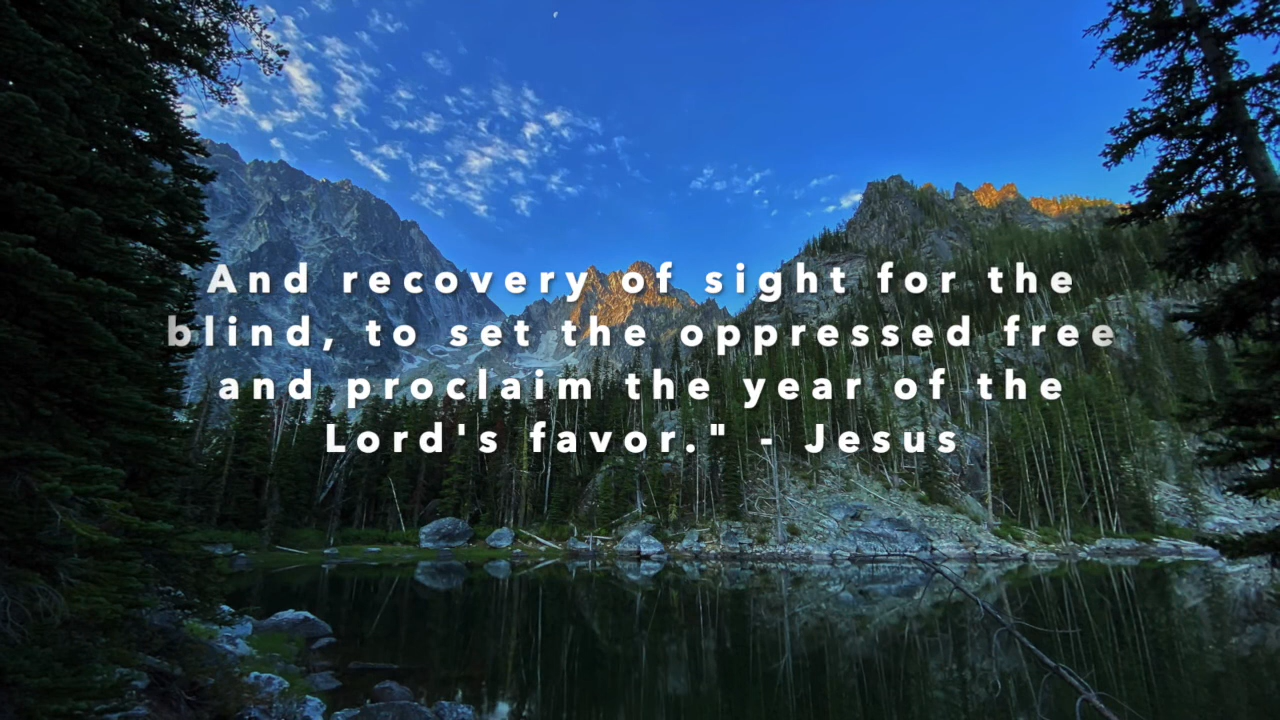 And recovery of sight for the
blind, to set the oppressed free
and proclaim the year of the
Lord's favor." - Jesus